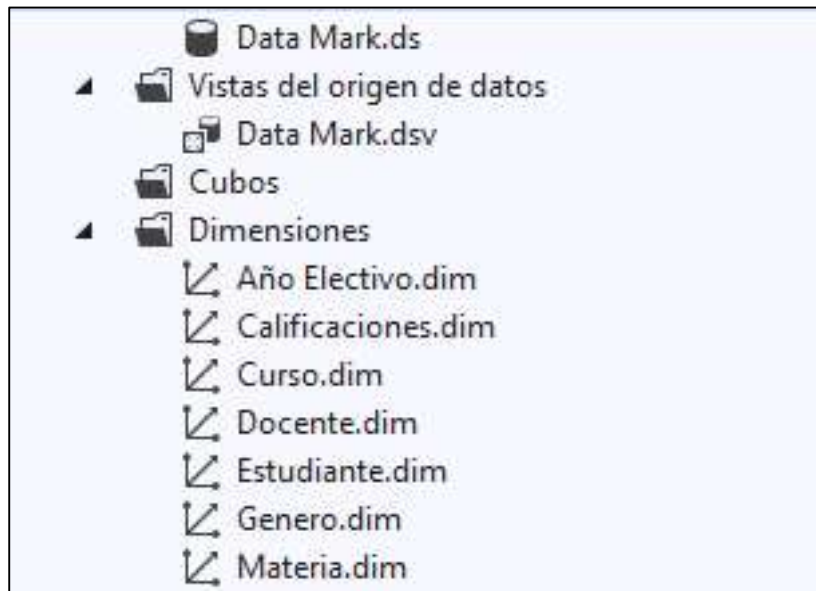 Data Mark.ds
Vistas del origen de datos
Data Mark.dsv
Cubos
Dimensiones
Año Electivo.dim
Calificaciones.dim
Curso.dim
Docente.dim
Estudiante.dim
Genero.dim
Materia.dim